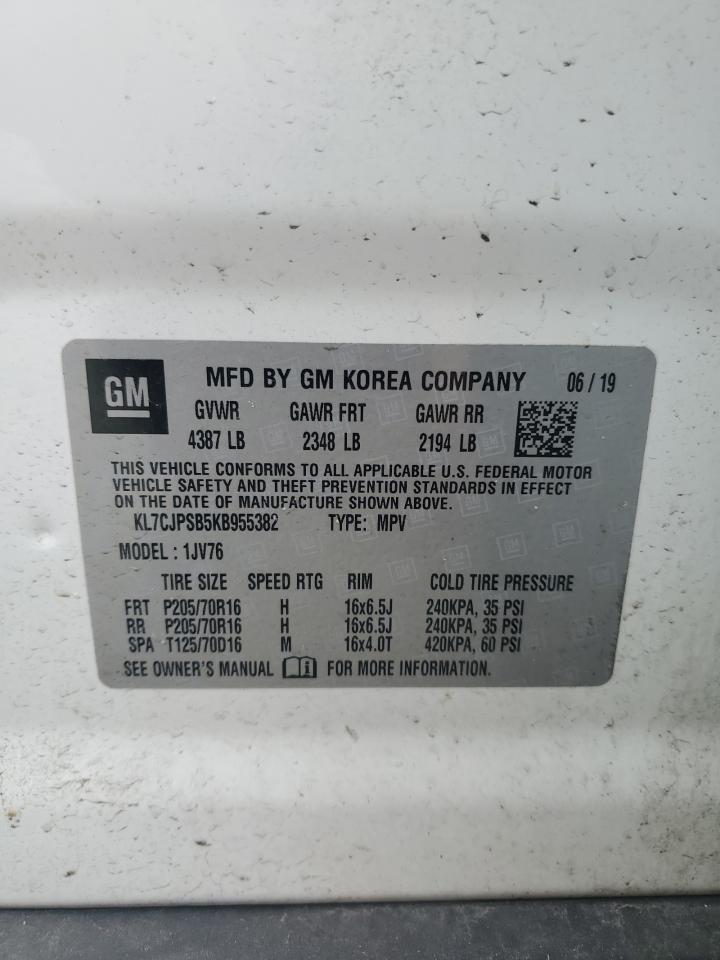 GM MFD BY GM KOREA COMPANY 06 / 19
GVWR GAWR FRT GAWR RR
4387 LB 2348 LB 2194 LB
THIS VEHICLE CONFORMS TO ALL APPLICABLE U.S. FEDERAL MOTOR
VEHICLE SAFETY AND THEFT PREVENTION STANDARDS IN EFFECT
ON THE DATE OF MANUFACTURE SHOWN ABOVE.
KL7CJPSB5KB955382 TYPE: MPV
MODEL : 1JV76
TIRE SIZE SPEED RTG RIM COLD TIRE PRESSURE
FRT P205/70R16 H 16x6.5J 240KPA, 35 PSI
RR P205/70R16 H 16x6.5J 240KPA, 35 PSI
SPA T125/70D16 M 16x4.0T 420KPA, 60 PSI
SEE OWNER'S MANUAL FOR MORE INFORMATION.